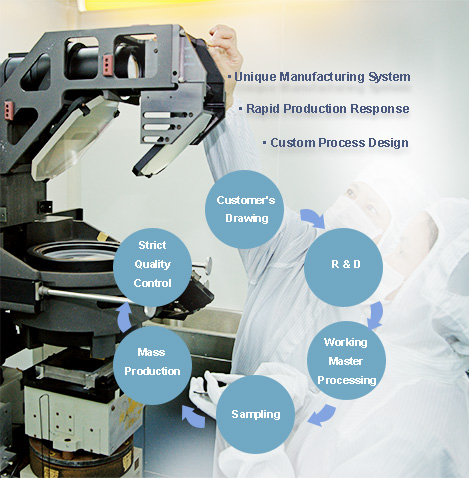 • Unique Manufacturing System
• Rapid Production Response
• Custom Process Design
Customer's
Drawing
R & D
Working
Master
Processing
Sampling
Mass
Production
Strict
Quality
Control